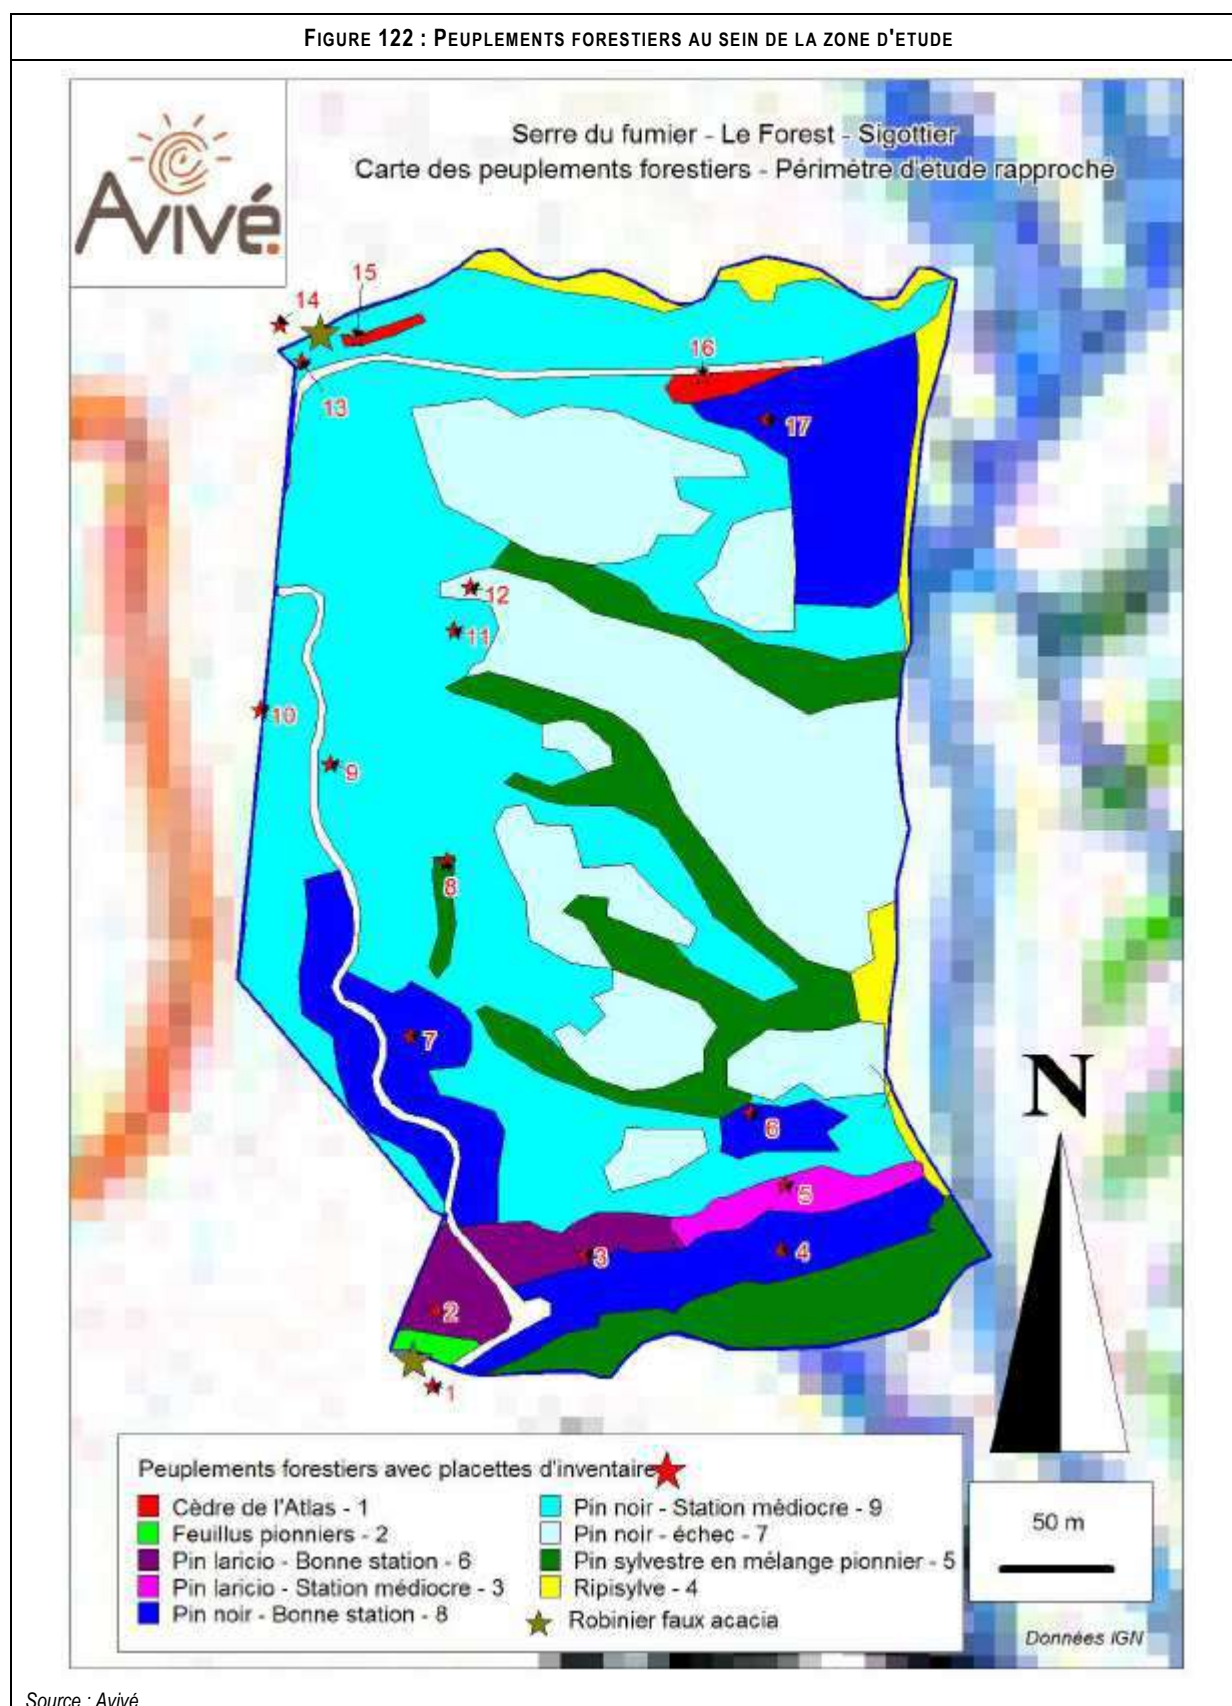 FIGURE 122 : PEUPLEMENTS FORESTIERS AU SEIN DE LA ZONE D'ETUDE
Avivé.
Serre du fumier - Le Forest - Sigottier
Carte des peuplements forestiers - Périmètre d'étude rapproché
15
14
16
13
17
12
11
10
9
8
7
6
5
4
3
2
1
N
Peuplements forestiers avec placettes d'inventaire
Cèdre de l'Atlas - 1
Feuillus pionniers - 2
Pin laricio - Bonne station - 6
Pin laricio - Station médiocre - 3
Pin noir - Bonne station - 8
Pin noir - Station médiocre - 9
Pin noir - échec - 7
Pin sylvestre en mélange pionnier - 5
Ripisylve - 4
Robinier faux acacia
50 m
Données IGN
Source : Avivé